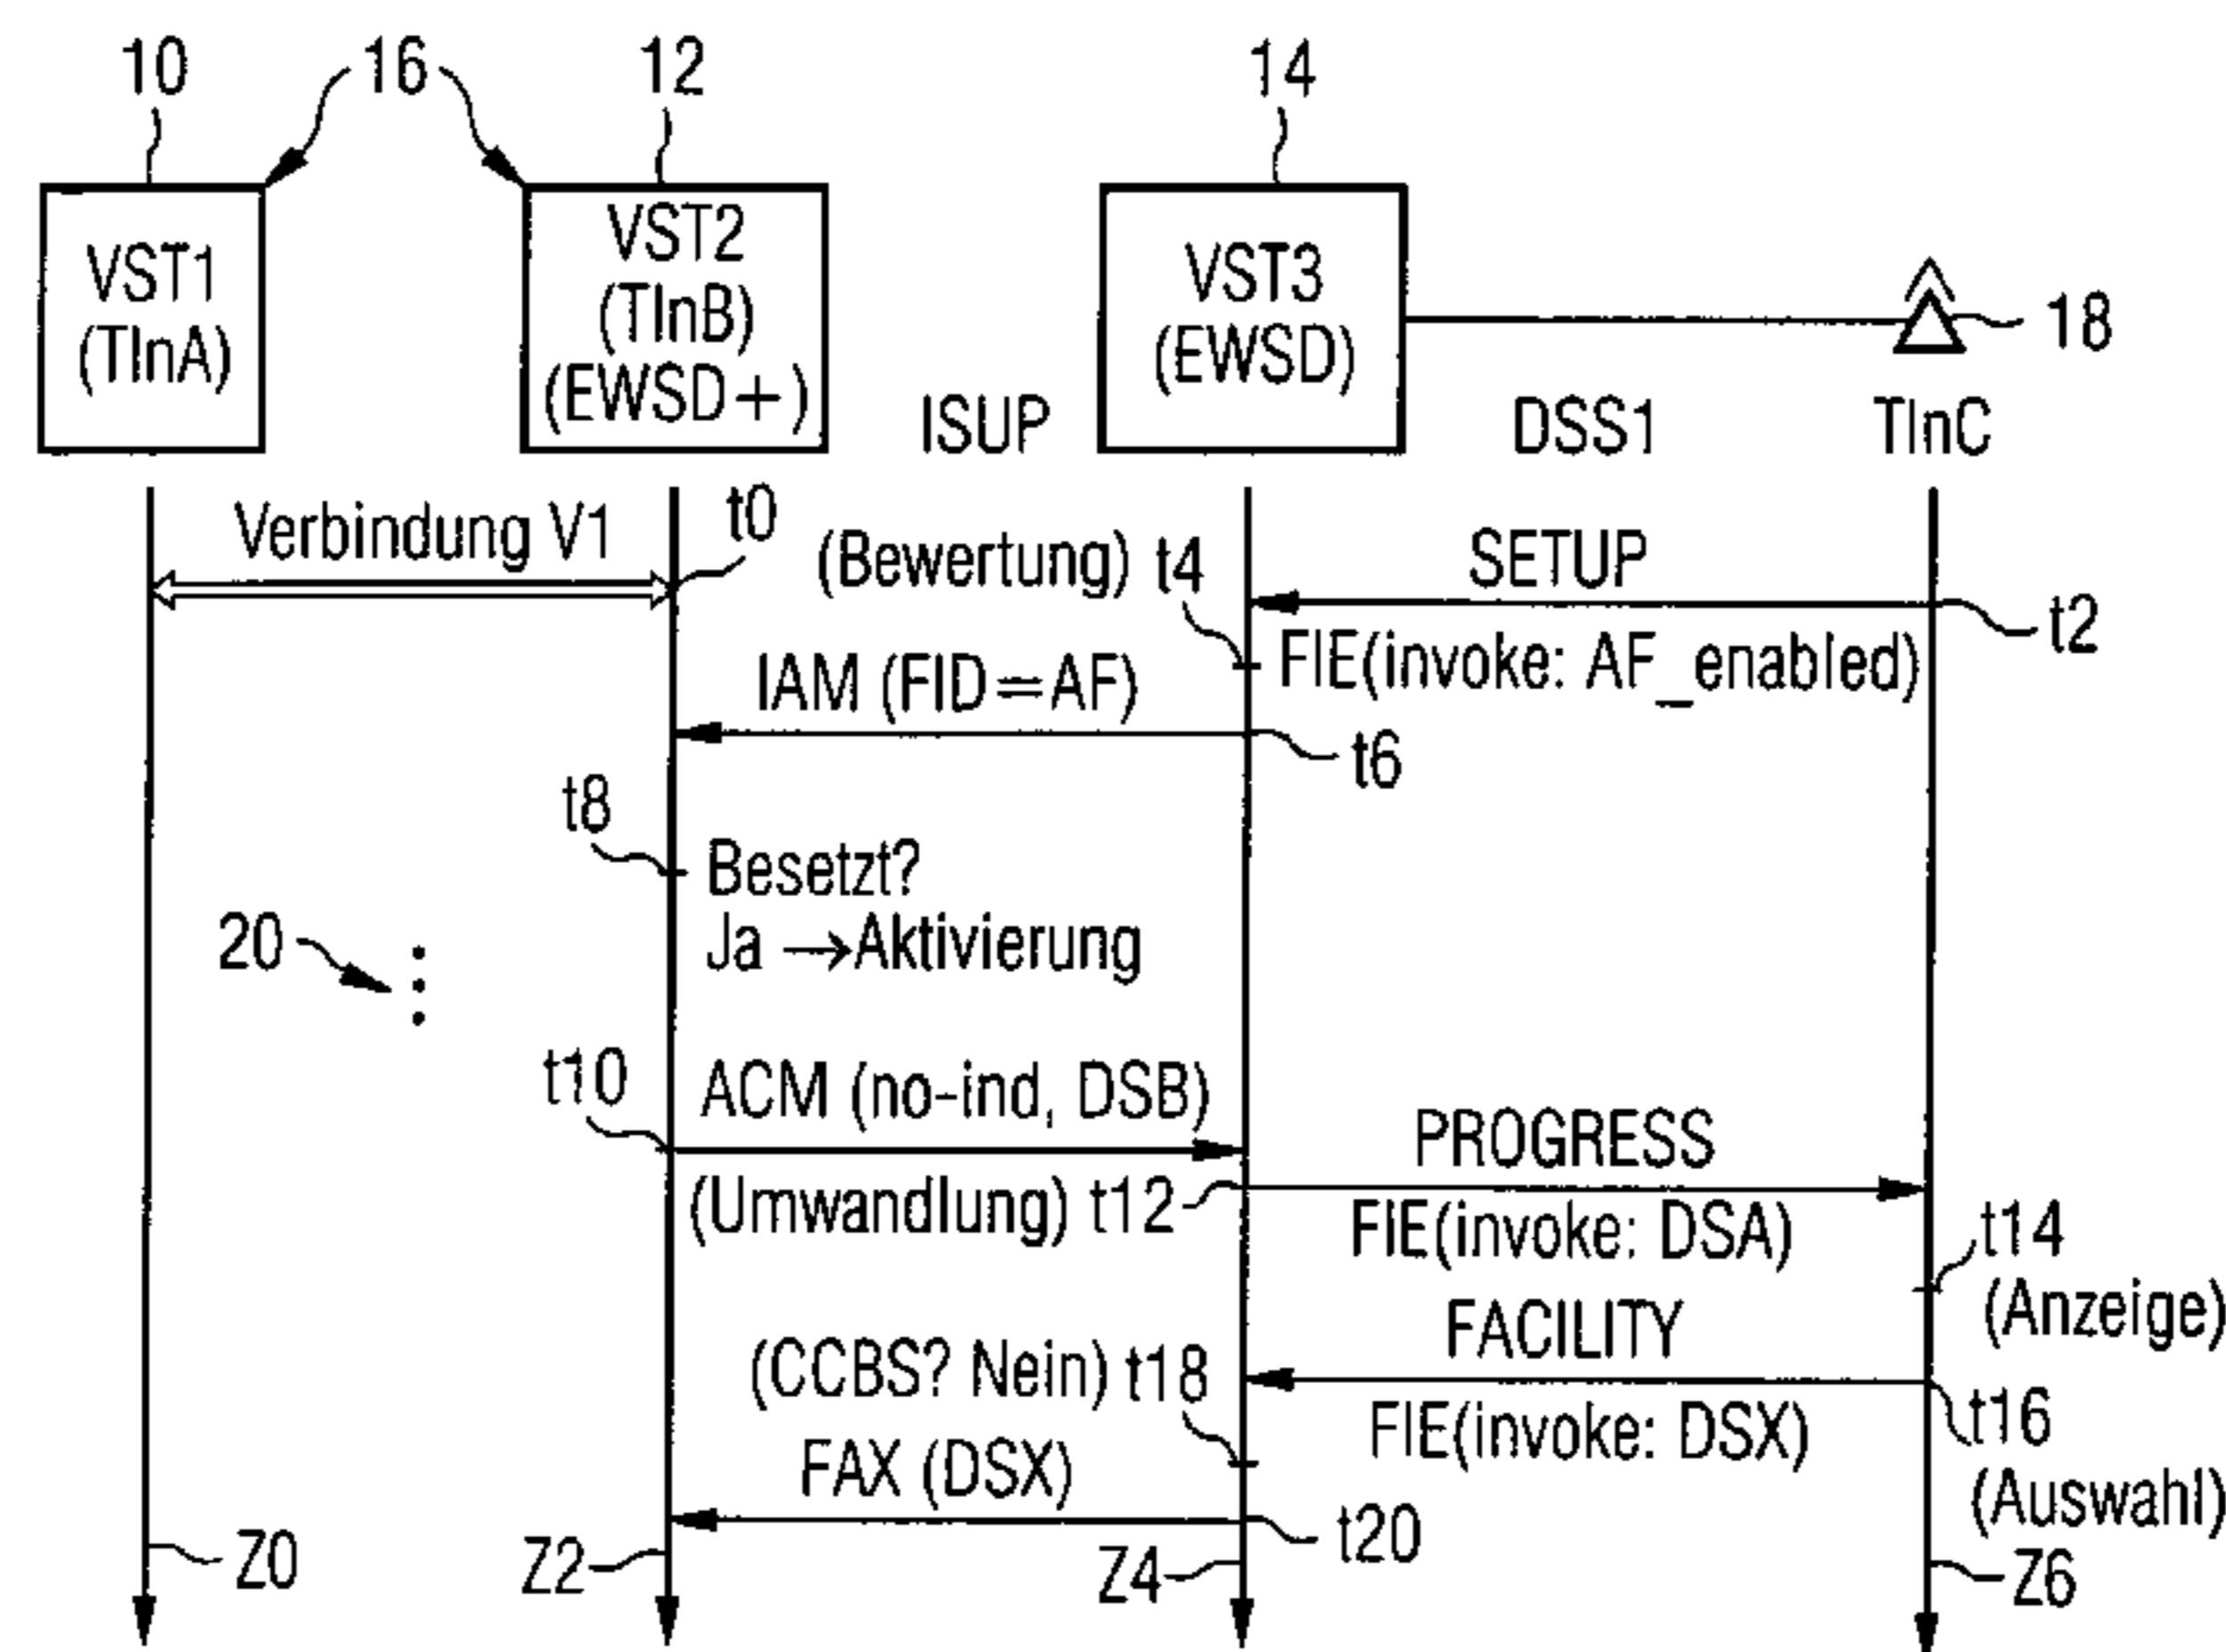 10 16 12 14
VST1
(TlnA)
VST2
(TlnB)
(EWSD+)
ISUP
VST3
(EWSD)
DSS1
18
TlnC
Verbindung V1
t0
(Bewertung) t4
SETUP
t2
FIE(invoke: AF_enabled)
IAM (FID=AF)
t6
t8
Besetzt?
Ja →Aktivierung
20
t10
ACM (no-ind, DSB)
PROGRESS
(Umwandlung) t12
FIE(invoke: DSA)
t14
(Anzeige)
FACILITY
(CCBS? Nein) t18
t16
(Auswahl)
FIE(invoke: DSX)
FAX (DSX)
t20
Z0 Z2 Z4 Z6